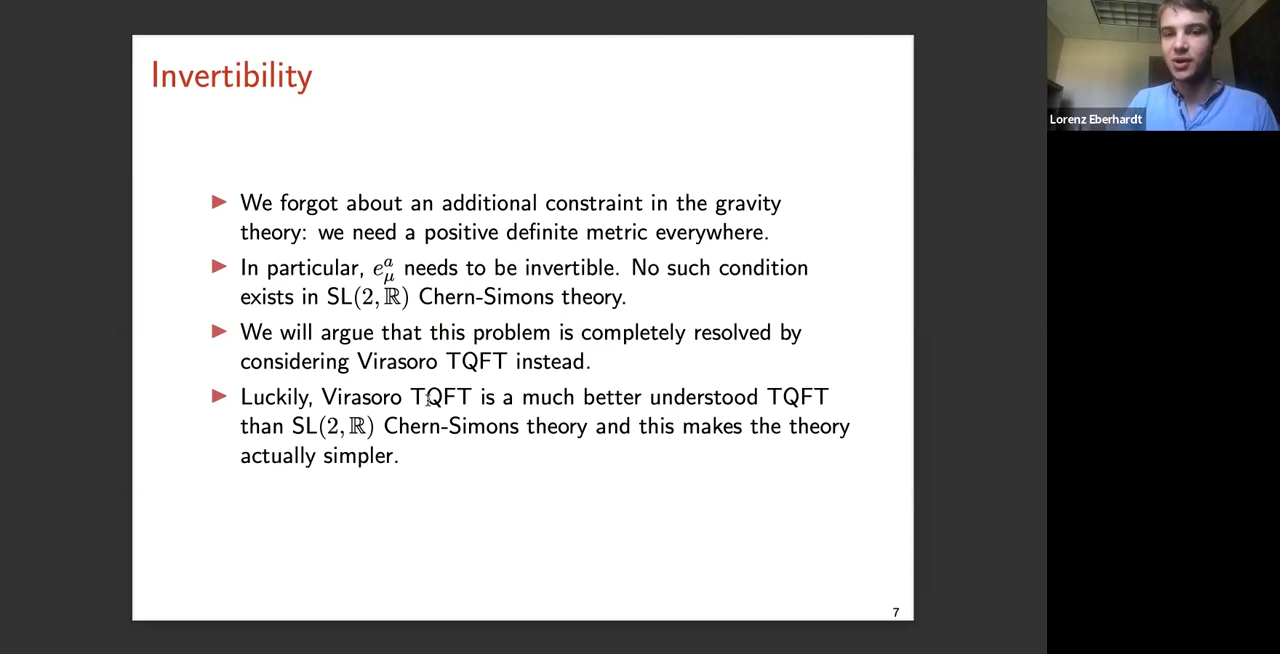 Invertibility
▶ We forgot about an additional constraint in the gravity
theory: we need a positive definite metric everywhere.
▶ In particular, $e^a_\mu$ needs to be invertible. No such condition
exists in SL(2, ℝ) Chern-Simons theory.
▶ We will argue that this problem is completely resolved by
considering Virasoro TQFT instead.
▶ Luckily, Virasoro TQFT is a much better understood TQFT
than SL(2, ℝ) Chern-Simons theory and this makes the theory
actually simpler.
7
Lorenz Eberhardt